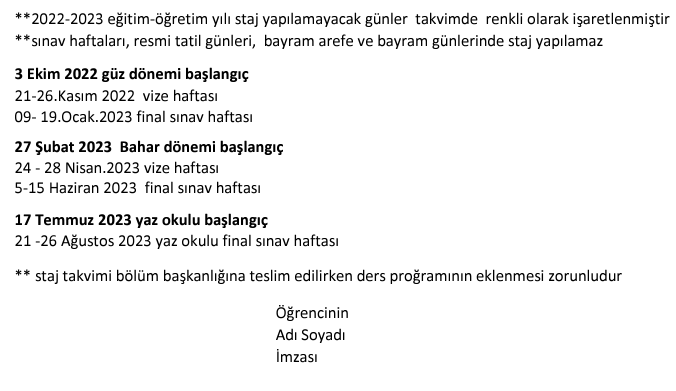 **2022-2023 eğitim-öğretim yılı staj yapılamayacak günler takvimde renkli olarak işaretlenmiştir
**sınav haftaları, resmi tatil günleri, bayram arefe ve bayram günlerinde staj yapılamaz
3 Ekim 2022 güz dönemi başlangıç
21-26.Kasım 2022 vize haftası
09- 19.Ocak.2023 final sınav haftası
27 Şubat 2023 Bahar dönemi başlangıç
24 - 28 Nisan.2023 vize haftası
5-15 Haziran 2023 final sınav haftası
17 Temmuz 2023 yaz okulu başlangıç
21 -26 Ağustos 2023 yaz okulu final sınav haftası
** staj takvimi bölüm başkanlığına teslim edilirken ders proğramının eklenmesi zorunludur
Öğrencinin
Adı Soyadı
İmzası